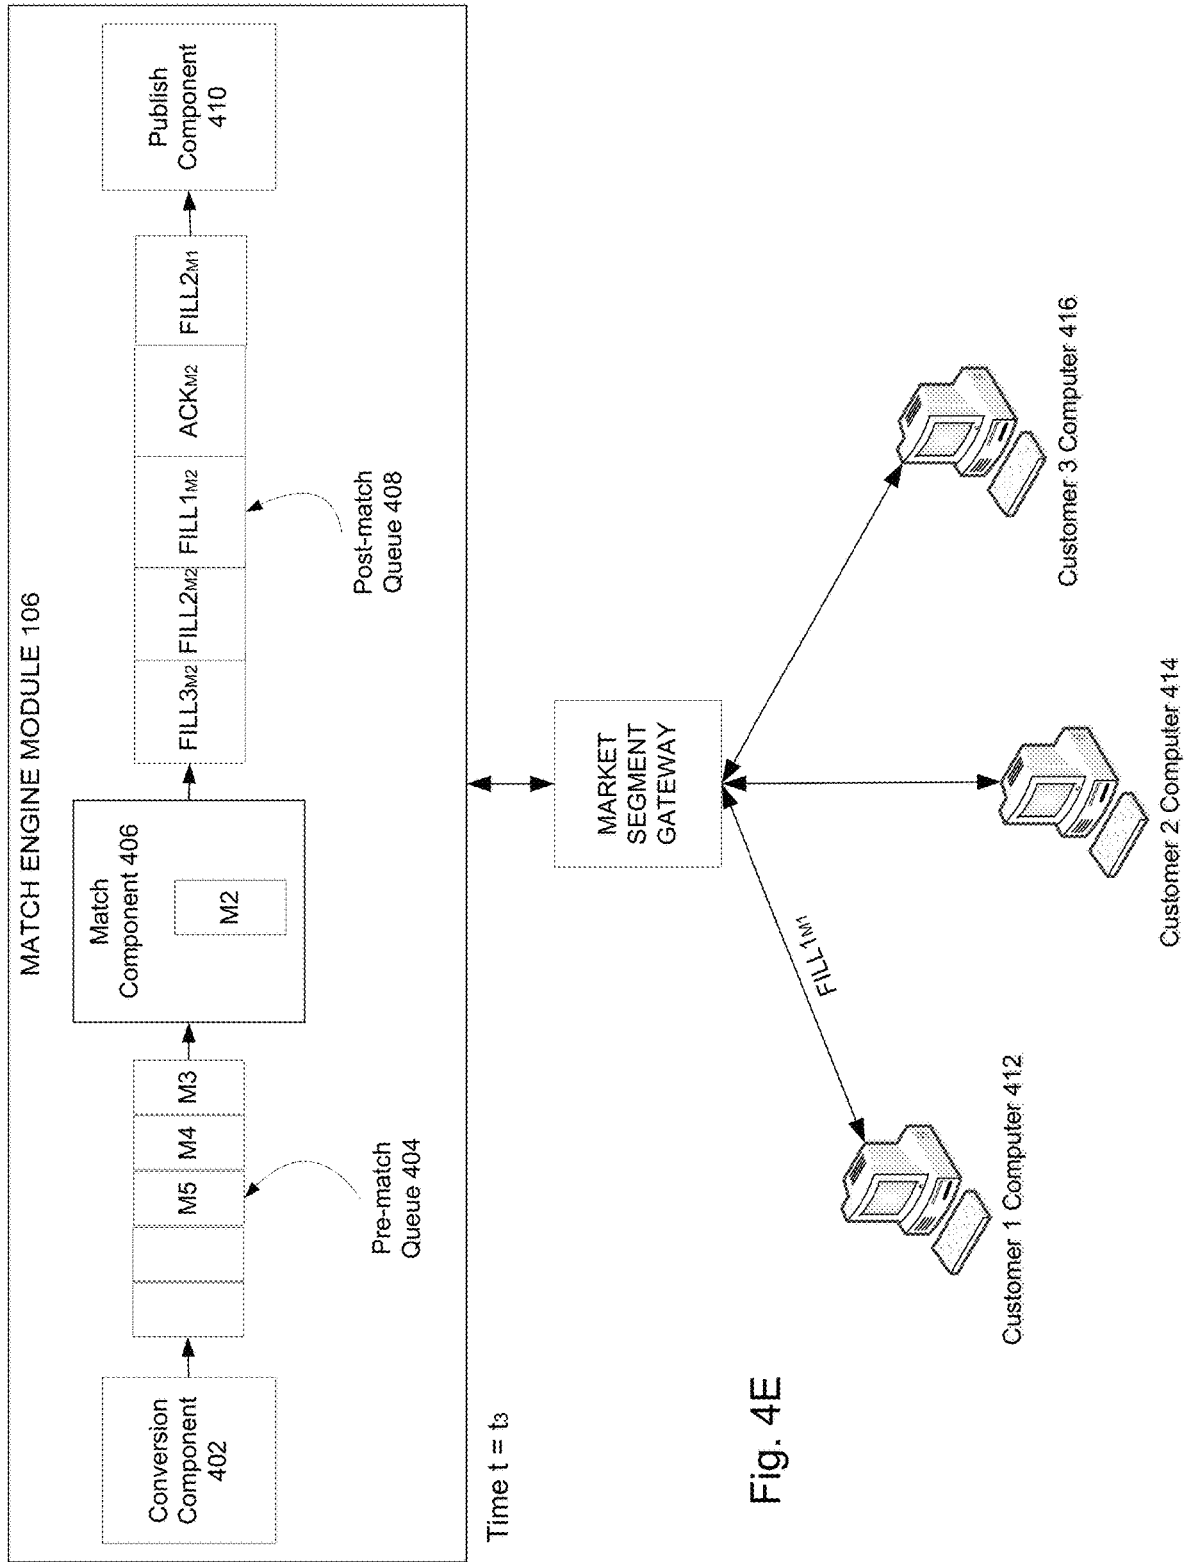 MATCH ENGINE MODULE 106
Conversion
Component
402
M5
M4
M3
Pre-match
Queue 404
Match
Component 406
M2
FILL3M2
FILL2M2
FILL1M2
ACKM2
FILL2M1
Post-match
Queue 408
Publish
Component
410
Time t = t3
MARKET
SEGMENT
GATEWAY
FILL1M1
Customer 1 Computer 412
Customer 2 Computer 414
Customer 3 Computer 416
Fig. 4E